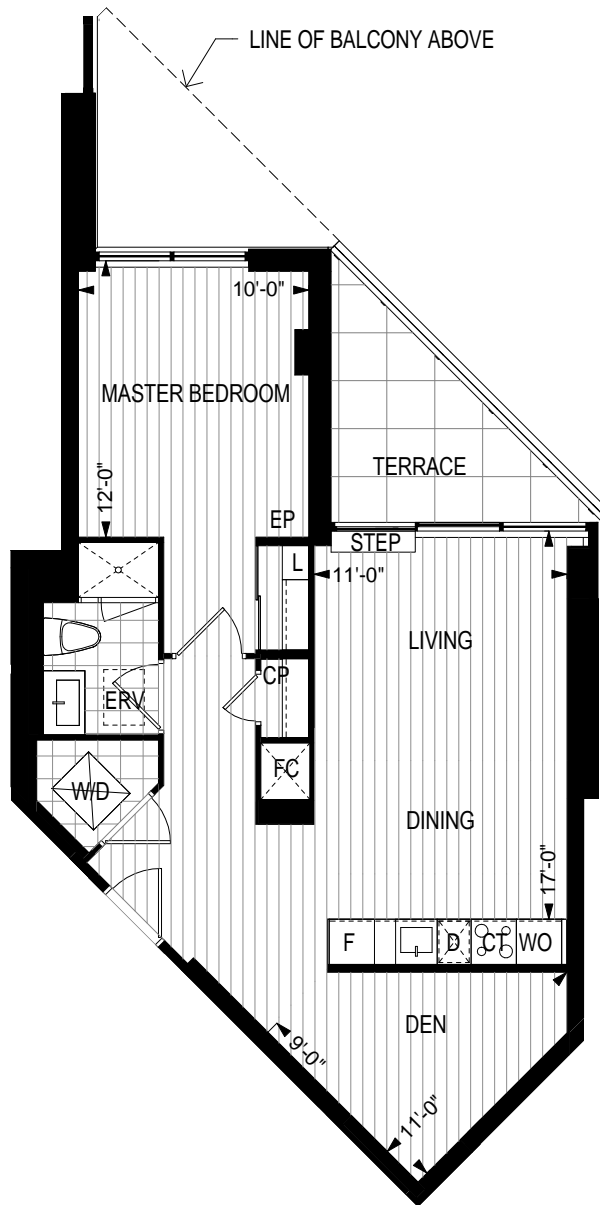 LINE OF BALCONY ABOVE
10'-0"
MASTER BEDROOM
12'-0"
TERRACE
EP
STEP
L
11'-0"
LIVING
CP
ERV
FC
W/D
DINING
17'-0"
F
D
CT
WO
DEN
9'-0"
11'-0"